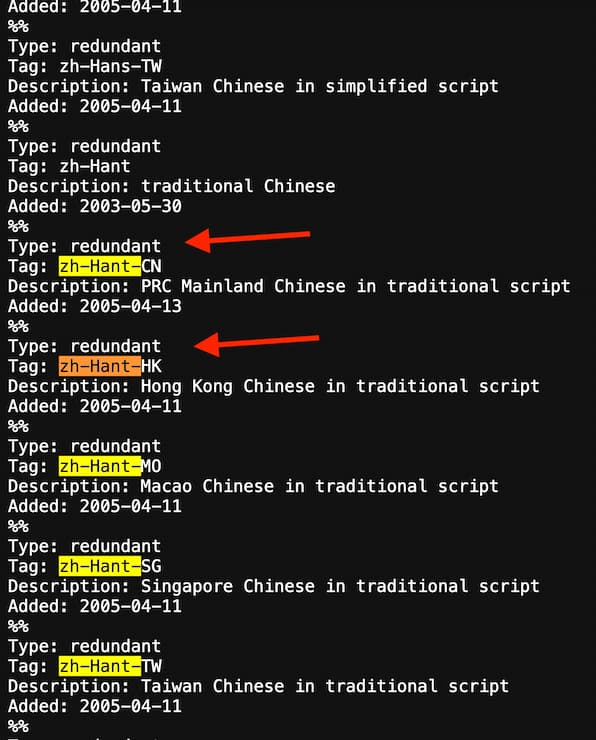 Added: 2005-04-11
%%
Type: redundant
Tag: zh-Hans-TW
Description: Taiwan Chinese in simplified script
Added: 2005-04-11
%%
Type: redundant
Tag: zh-Hant
Description: traditional Chinese
Added: 2003-05-30
%%
Type: redundant
Tag: zh-Hant-CN
Description: PRC Mainland Chinese in traditional script
Added: 2005-04-13
%%
Type: redundant
Tag: zh-Hant-HK
Description: Hong Kong Chinese in traditional script
Added: 2005-04-11
%%
Type: redundant
Tag: zh-Hant-MO
Description: Macao Chinese in traditional script
Added: 2005-04-11
%%
Type: redundant
Tag: zh-Hant-SG
Description: Singapore Chinese in traditional script
Added: 2005-04-11
%%
Type: redundant
Tag: zh-Hant-TW
Description: Taiwan Chinese in traditional script
Added: 2005-04-11
%%